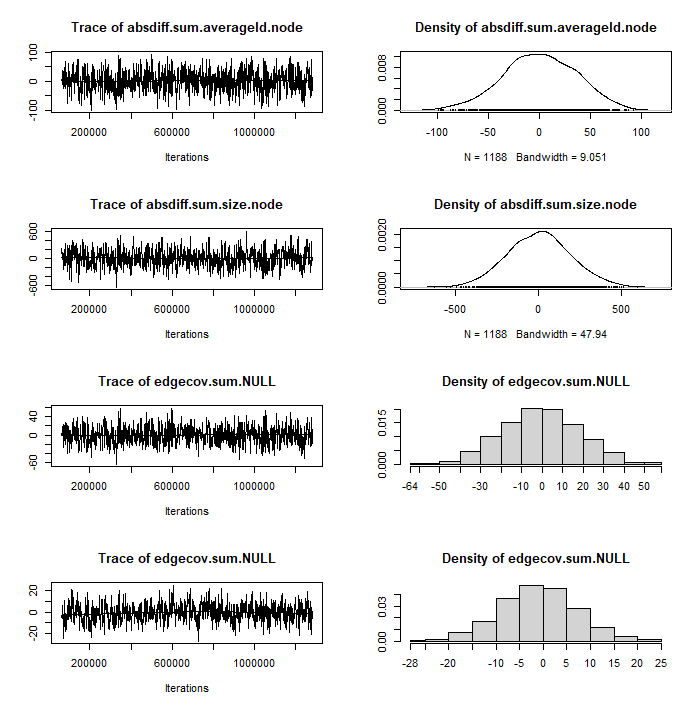 Trace of absdiff.sum.averageId.node
100
0
-100
200000 600000 1000000
Iterations
Density of absdiff.sum.averageId.node
0.008
0.000
-100 -50 0 50 100
N = 1188 Bandwidth = 9.051
Trace of absdiff.sum.size.node
600
0
-600
200000 600000 1000000
Iterations
Density of absdiff.sum.size.node
0.0020
0.0000
-500 0 500
N = 1188 Bandwidth = 47.94
Trace of edgecov.sum.NULL
40
0
-60
200000 600000 1000000
Iterations
Density of edgecov.sum.NULL
0.015
0.000
-64 -50 -30 -10 0 10 20 30 40 50
Trace of edgecov.sum.NULL
20
0
-20
200000 600000 1000000
Iterations
Density of edgecov.sum.NULL
0.03
0.00
-28 -20 -10 -5 0 5 10 15 20 25